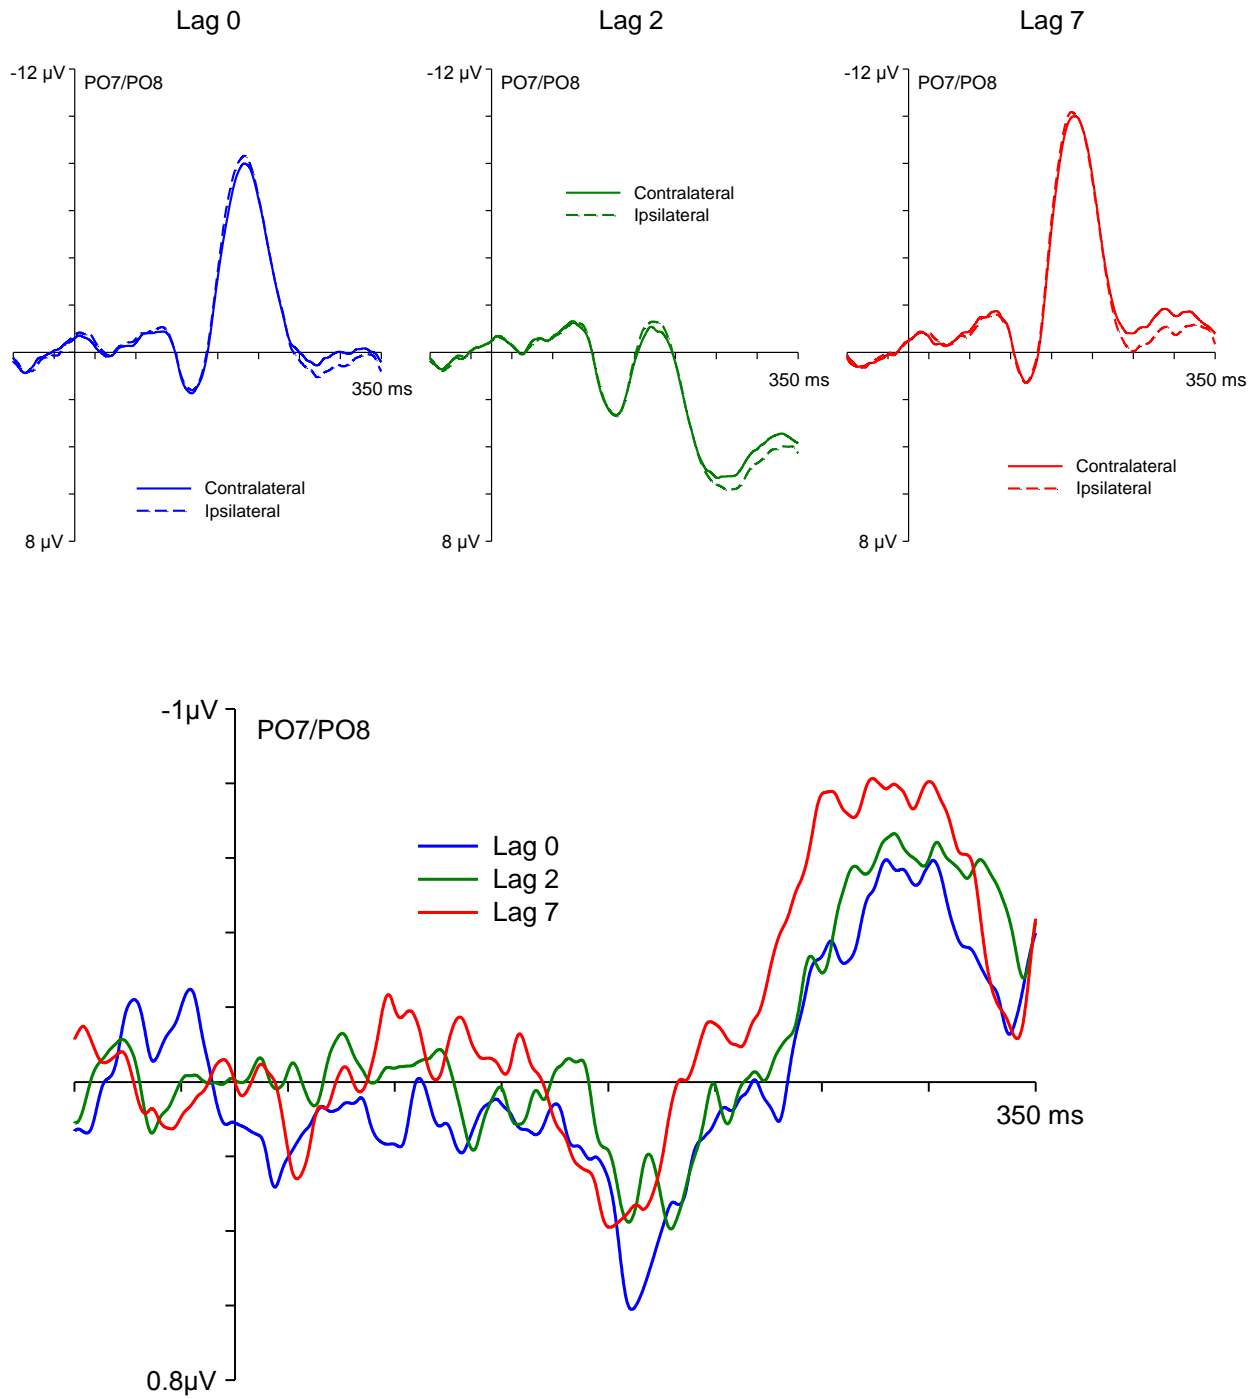 Lag 0
Lag 2
Lag 7
-12 µV
PO7/PO8
-12 µV
PO7/PO8
-12 µV
PO7/PO8
Contralateral
Ipsilateral
350 ms
350 ms
350 ms
Contralateral
Ipsilateral
Contralateral
Ipsilateral
8 µV
8 µV
8 µV
-1µV
PO7/PO8
Lag 0
Lag 2
Lag 7
350 ms
0.8µV